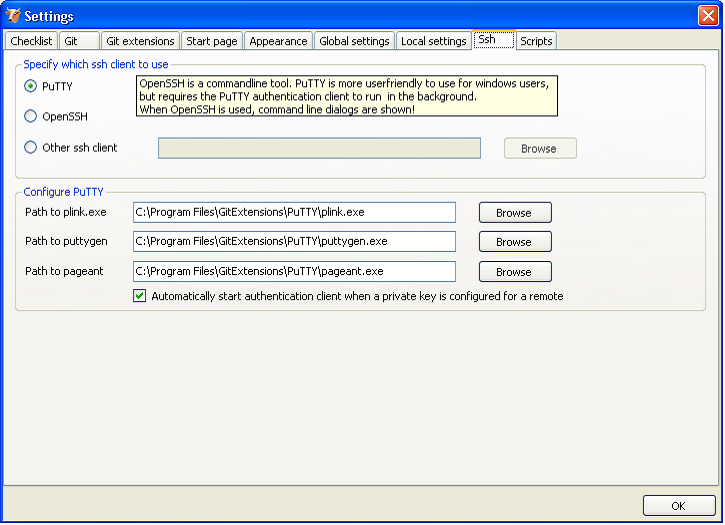 Settings
Checklist Git Git extensions Start page Appearance Global settings Local settings Ssh Scripts
Specify which ssh client to use
PuTTY
OpenSSH is a commandline tool. PuTTY is more userfriendly to use for windows users,
but requires the PuTTY authentication client to run in the background.
When OpenSSH is used, command line dialogs are shown!
OpenSSH
Other ssh client Browse
Configure PuTTY
Path to plink.exe C:\Program Files\GitExtensions\PuTTY\plink.exe Browse
Path to puttygen C:\Program Files\GitExtensions\PuTTY\puttygen.exe Browse
Path to pageant C:\Program Files\GitExtensions\PuTTY\pageant.exe Browse
Automatically start authentication client when a private key is configured for a remote
OK